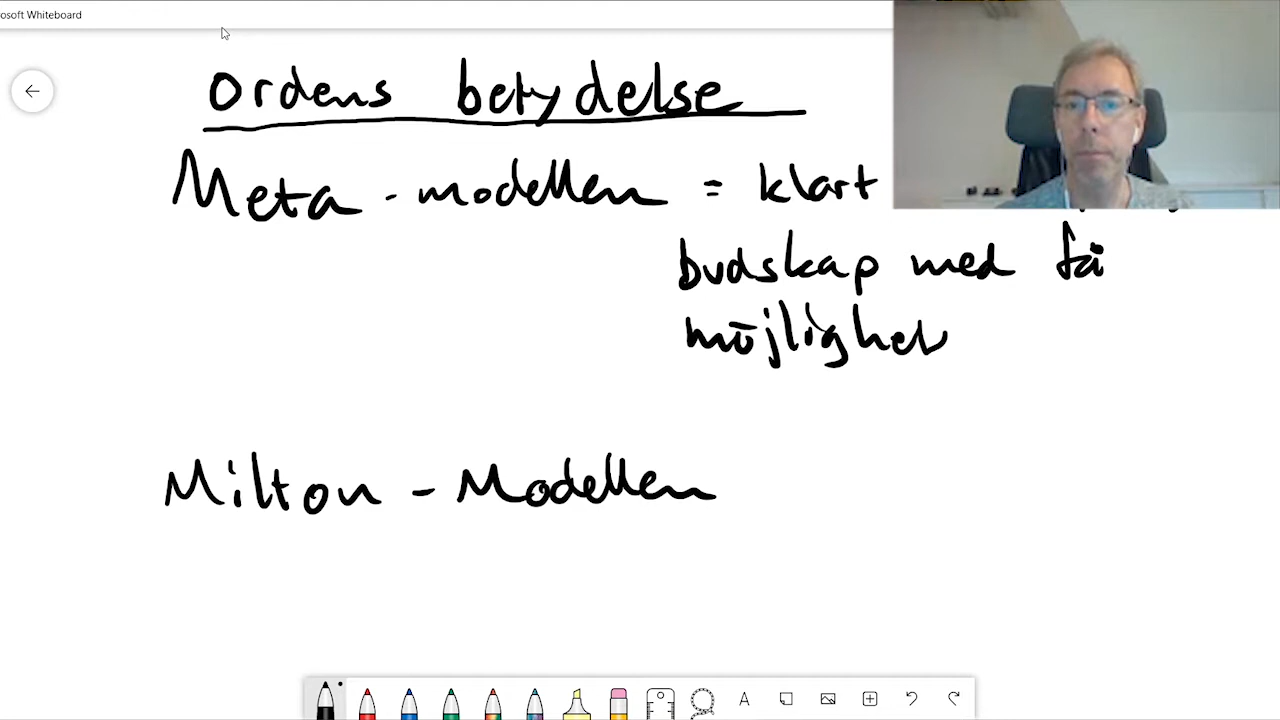 osoft Whiteboard
Ordens betydelse
Meta-modellen = klart
budskap med få
möjlighet
Milton - Modellen
A